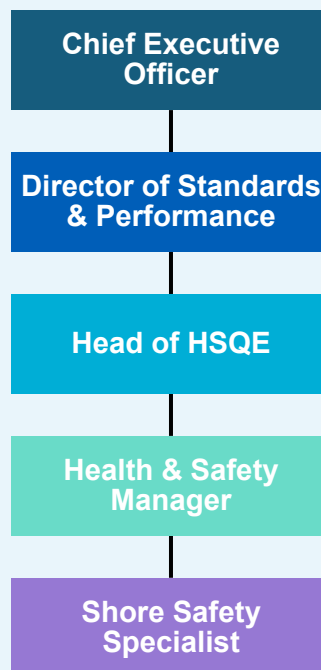 Chief Executive
Officer
Director of Standards
& Performance
Head of HSQE
Health & Safety
Manager
Shore Safety
Specialist